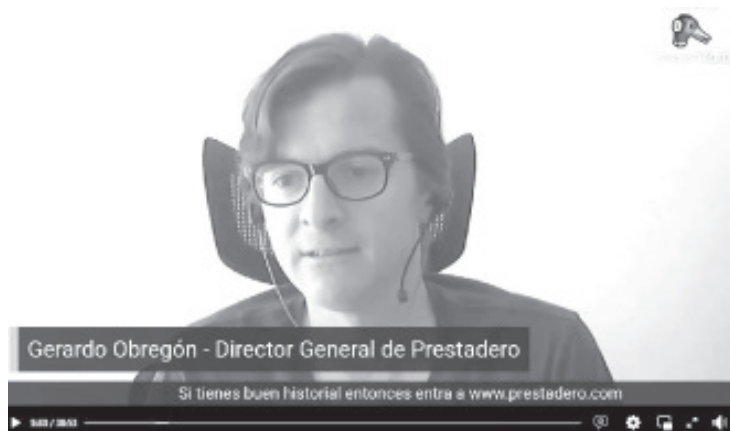 Gerardo Obregón - Director General de Prestadero
Si tienes buen historial entonces entra a www.prestadero.com